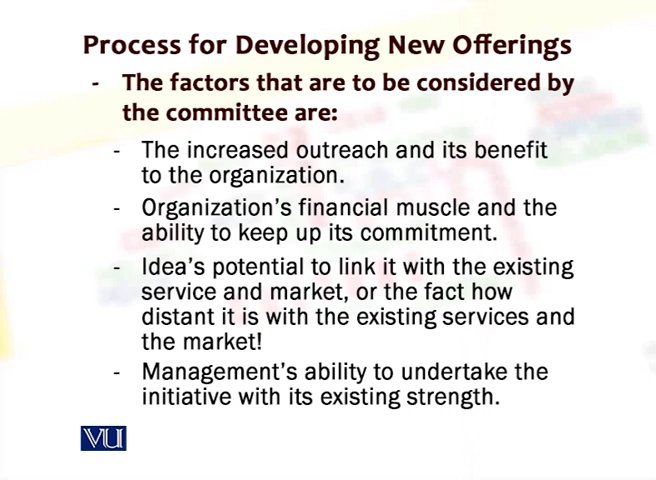 Process for Developing New Offerings
- The factors that are to be considered by
the committee are:
- The increased outreach and its benefit
to the organization.
- Organization's financial muscle and the
ability to keep up its commitment.
- Idea's potential to link it with the existing
service and market, or the fact how
distant it is with the existing services and
the market!
- Management's ability to undertake the
initiative with its existing strength.
VU